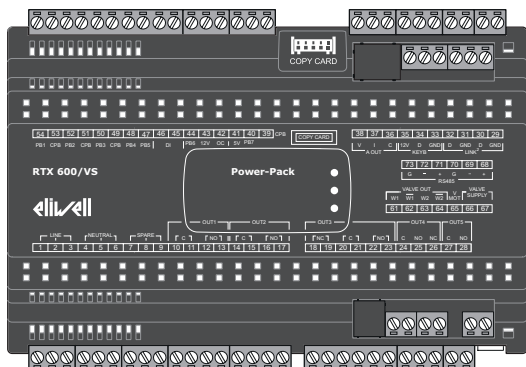 COPY CARD
54 53 52 51 50 49 48 47 46 45 44 43 42 41 40 39 CPB COPY CARD 38 37 36 35 34 33 32 31 30 29
PB1 CPB PB2 CPB PB3 CPB PB4 PB5 DI PB6 12V OC 5V PB7 V I C 12V D GND D GND D GND
A OUT KEYB LINK²
73 72 71 70 69 68
G - + G - +
RS485
RTX 600/VS
Power-Pack
eliwell
VALVE OUT V MOT VALVE SUPPLY
W1 W1 W2 W2
61 62 63 64 65 66 67
OUT1 OUT2 OUT3 OUT4 OUT5
LINE NEUTRAL SPARE C NO C NO NC C NO C NO NC C NO
1 2 3 4 5 6 7 8 9 10 11 12 13 14 15 16 17 18 19 20 21 22 23 24 25 26 27 28